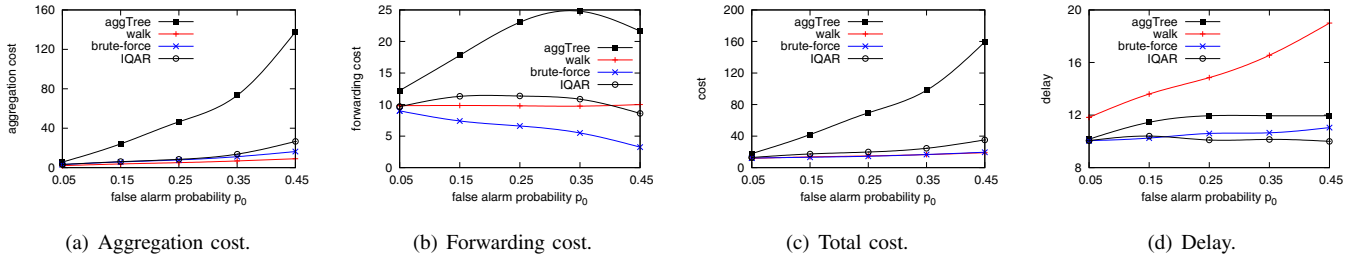 160
120
80
40
0
aggregation cost
aggTree
walk
brute-force
IQAR
0.05 0.15 0.25 0.35 0.45
false alarm probability p0
(a) Aggregation cost.
25
20
15
10
5
0
forwarding cost
aggTree
walk
brute-force
IQAR
0.05 0.15 0.25 0.35 0.45
false alarm probability p0
(b) Forwarding cost.
200
160
120
80
40
0
cost
aggTree
walk
brute-force
IQAR
0.05 0.15 0.25 0.35 0.45
false alarm probability p0
(c) Total cost.
20
16
12
8
delay
aggTree
walk
brute-force
IQAR
0.05 0.15 0.25 0.35 0.45
false alarm probability p0
(d) Delay.